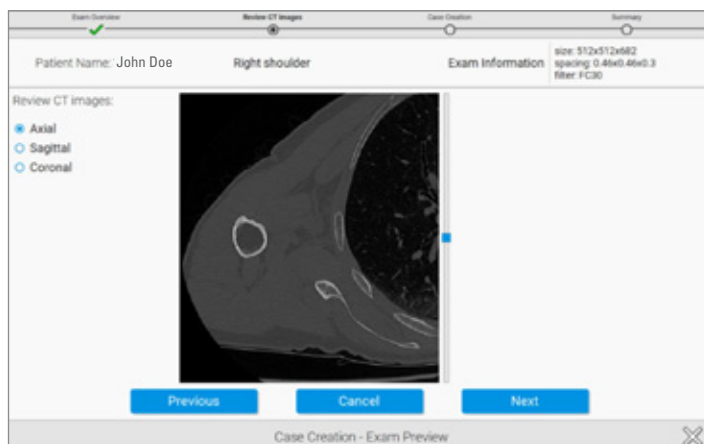 Exam Overview
Review CT Images
Case Creation
Summary
Patient Name: John Doe
Right shoulder
Exam Information
size: 512x512x682
spacing: 0.46x0.46x0.3
filter: FC30
Review CT images:
Axial
Sagittal
Coronal
Previous
Cancel
Next
Case Creation - Exam Preview